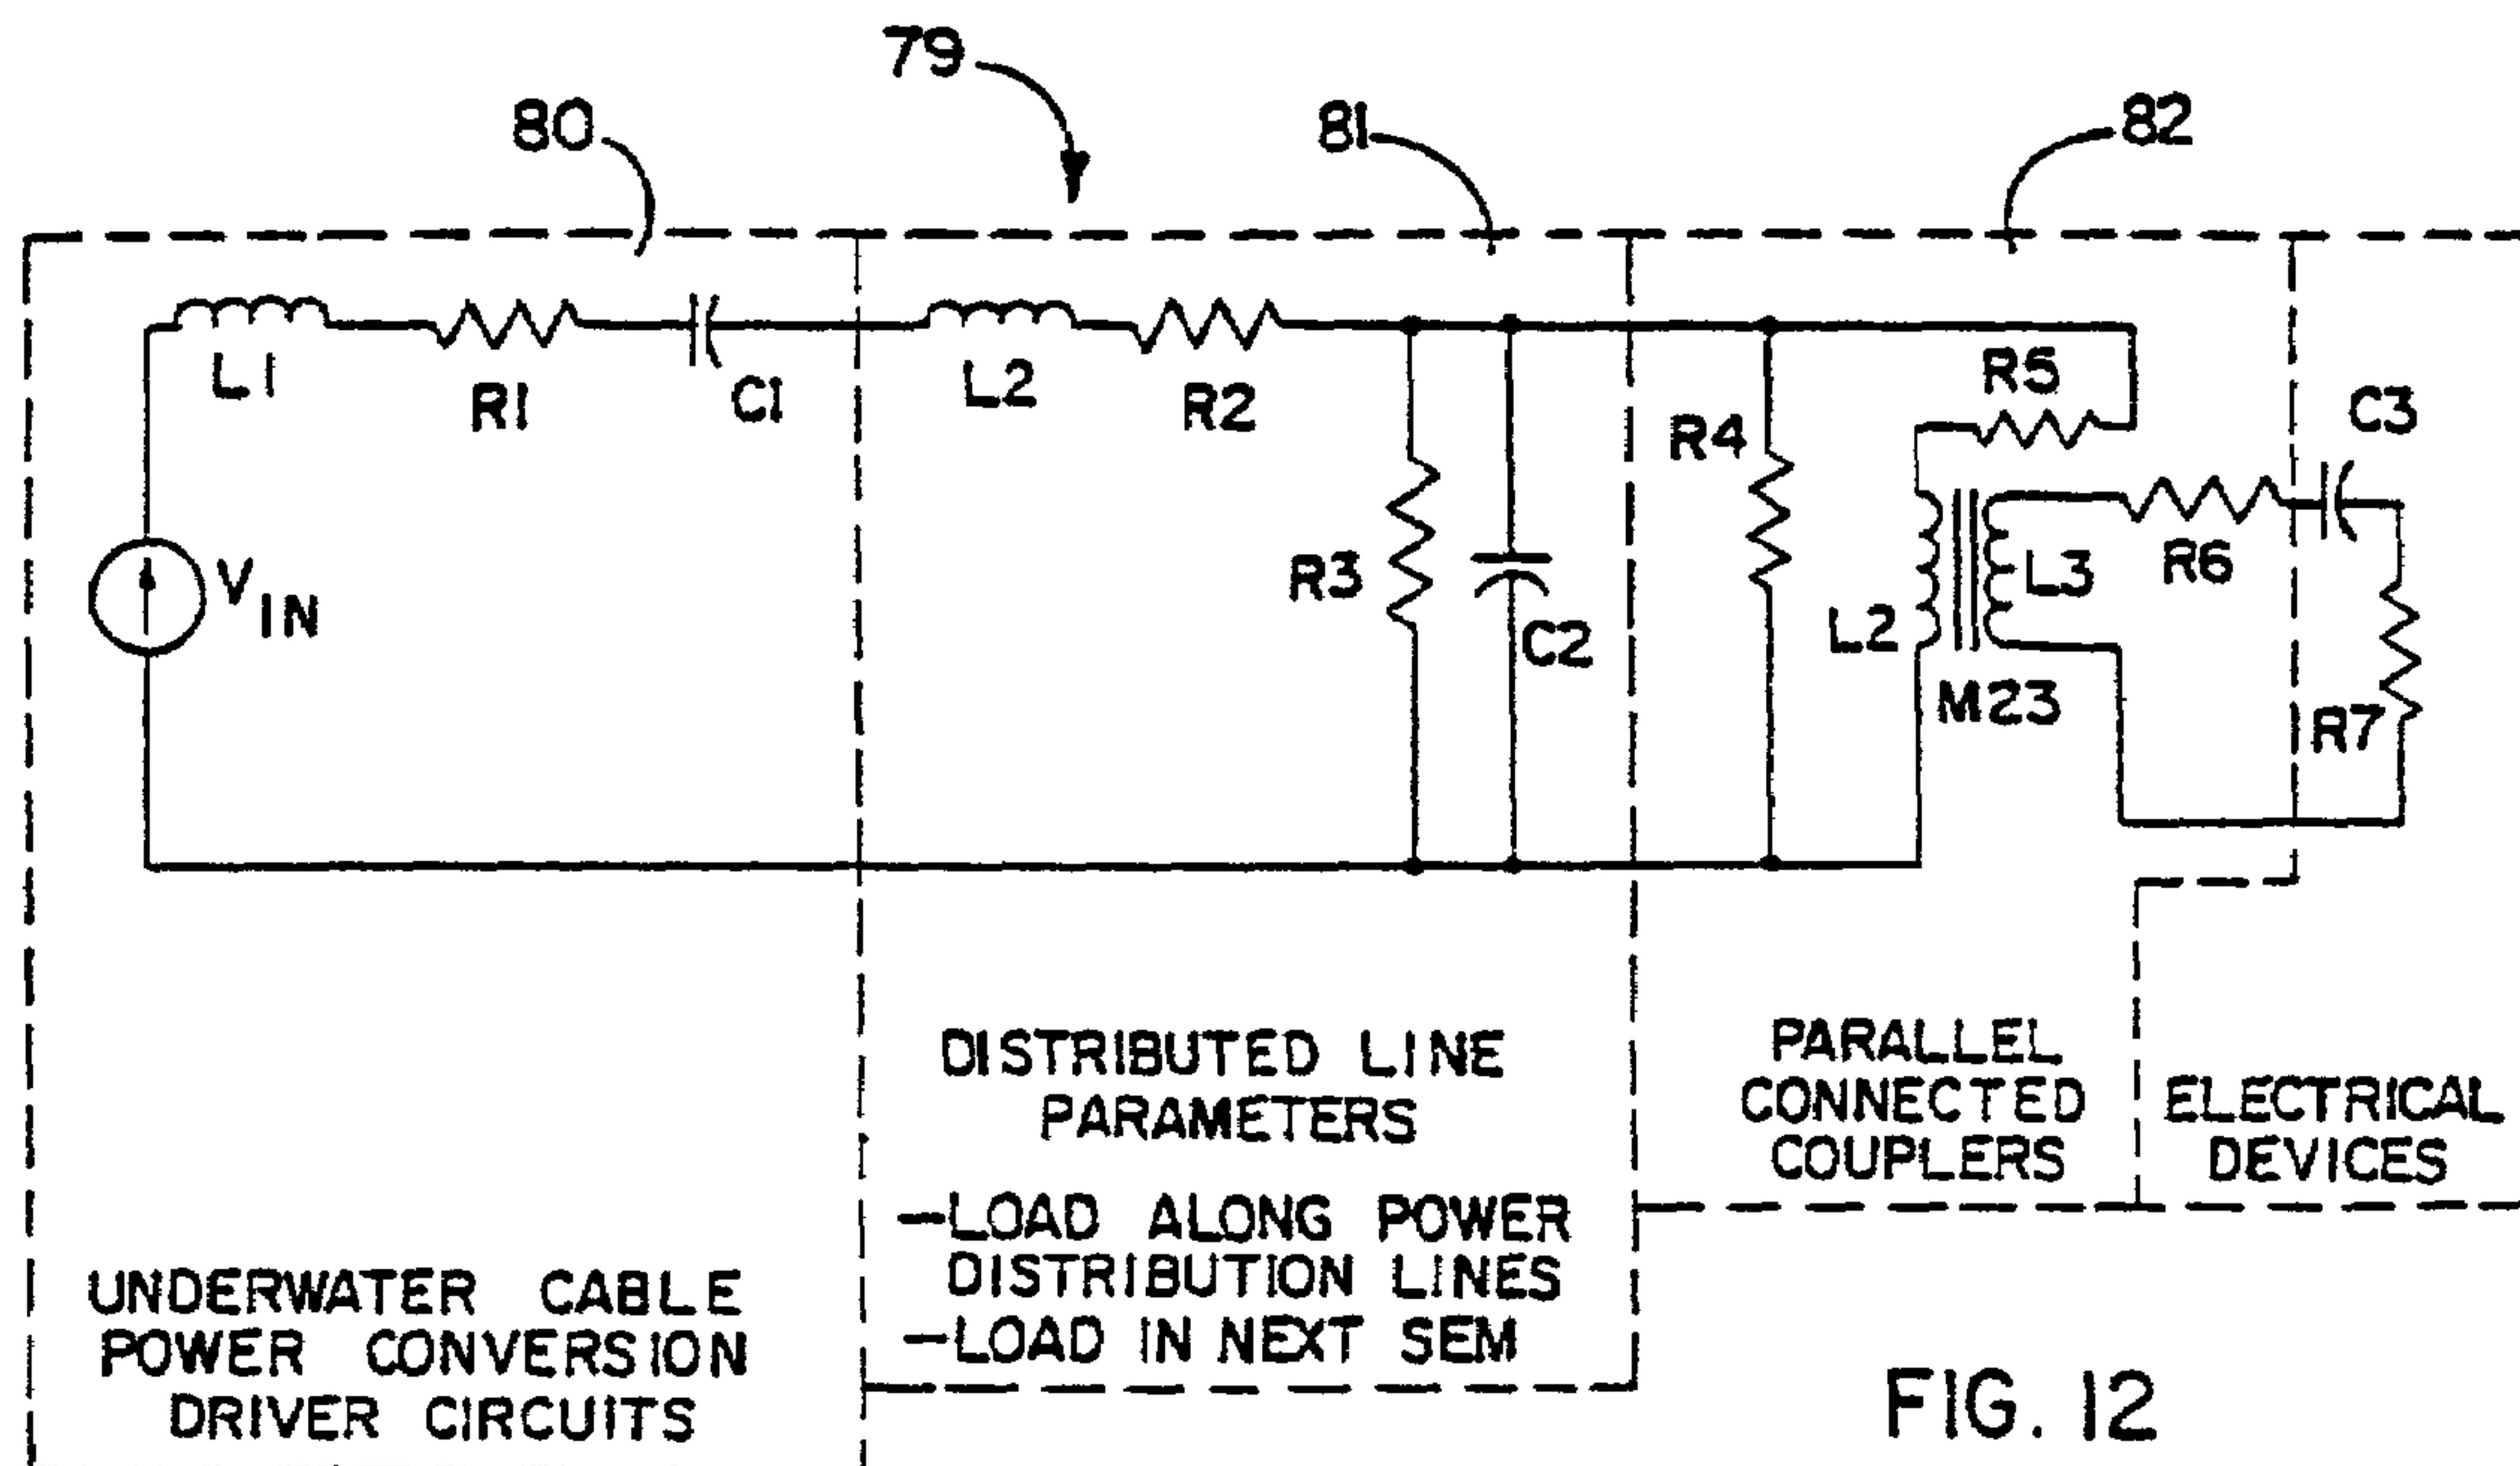 79
80
81
82
L1
R1
C1
L2
R2
R3
C2
R4
R5
C3
VIN
L2
L3
R6
M23
R7
DISTRIBUTED LINE
PARAMETERS
-LOAD ALONG POWER
DISTRIBUTION LINES
-LOAD IN NEXT SEM
PARALLEL
CONNECTED
COUPLERS
ELECTRICAL
DEVICES
UNDERWATER CABLE
POWER CONVERSION
DRIVER CIRCUITS
FIG. 12